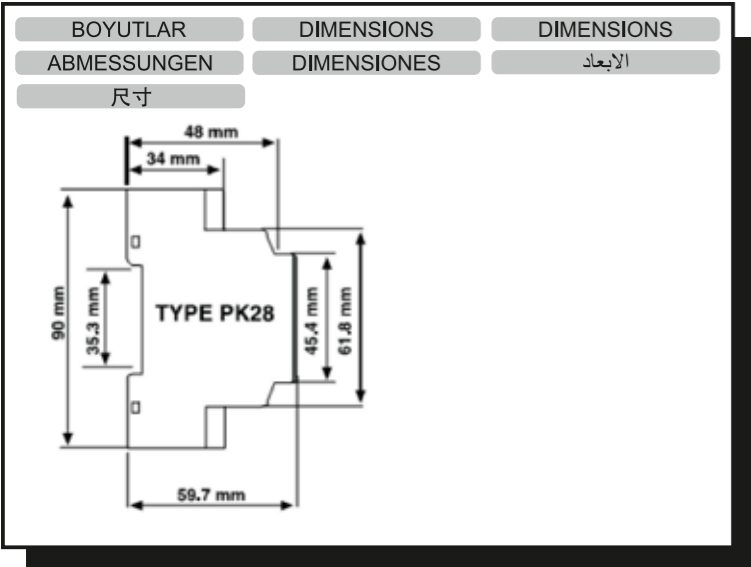 BOYUTLAR DIMENSIONS DIMENSIONS
ABMESSUNGEN DIMENSIONES الابعاد
尺寸
48 mm
34 mm
90 mm
35.3 mm
TYPE PK28
45.4 mm
61.8 mm
59.7 mm